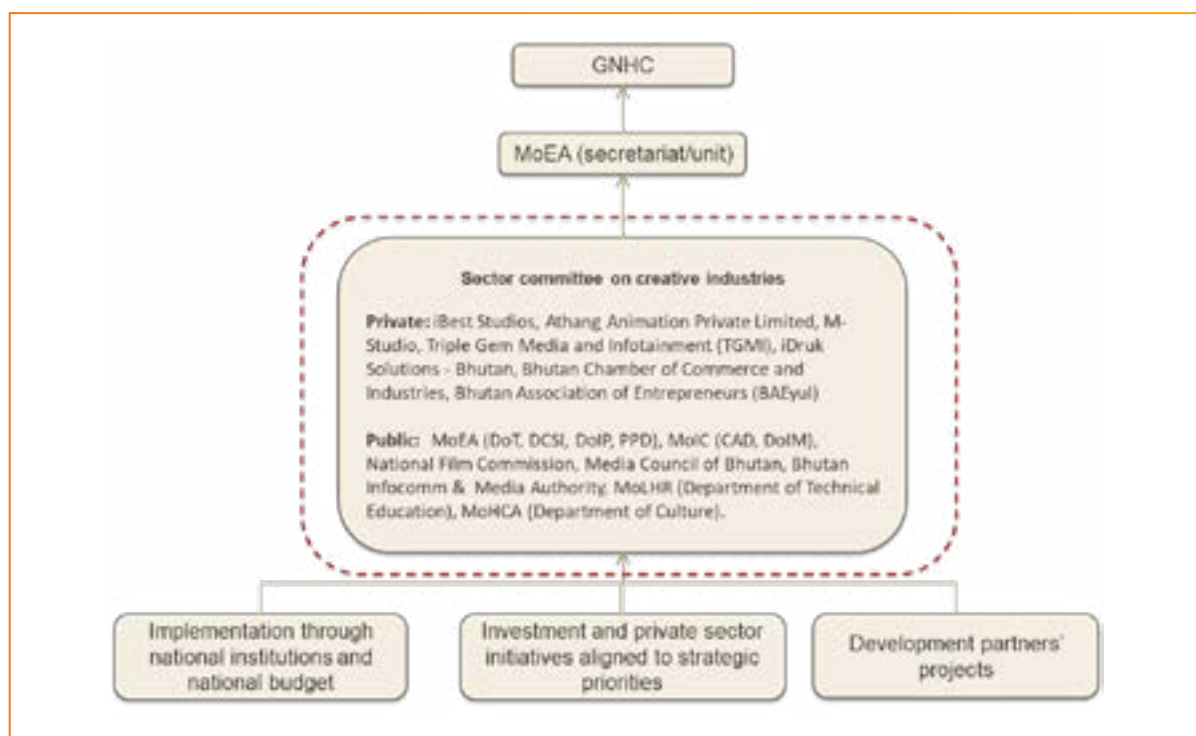 GNHC
MoEA (secretariat/unit)
Sector committee on creative industries
Private: iBest Studios, Athang Animation Private Limited, M-
Studio, Triple Gem Media and Infotainment (TGMI), iDruk
Solutions - Bhutan, Bhutan Chamber of Commerce and
Industries, Bhutan Association of Entrepreneurs (BAEyul)
Public: MoEA (DoT, DCSI, DoIP, PPD), MoIC (CAD, DoIM),
National Film Commission, Media Council of Bhutan, Bhutan
Infocomm & Media Authority, MoLHR (Department of Technical
Education), MoHCA (Department of Culture).
Implementation through
national institutions and
national budget
Investment and private sector
initiatives aligned to strategic
priorities
Development partners'
projects